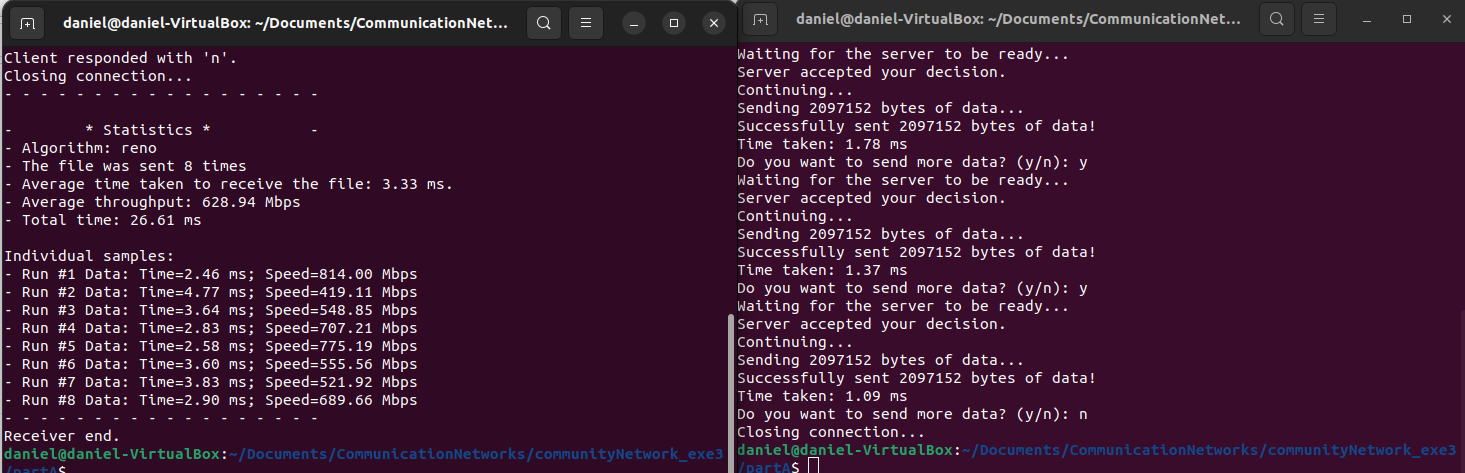 daniel@daniel-VirtualBox: ~/Documents/CommunicationNet...
Client responded with 'n'.
Closing connection...
- - - - - - - - - - - - - - - - - -
-        * Statistics *           -
- Algorithm: reno
- The file was sent 8 times
- Average time taken to receive the file: 3.33 ms.
- Average throughput: 628.94 Mbps
- Total time: 26.61 ms
Individual samples:
- Run #1 Data: Time=2.46 ms; Speed=814.00 Mbps
- Run #2 Data: Time=4.77 ms; Speed=419.11 Mbps
- Run #3 Data: Time=3.64 ms; Speed=548.85 Mbps
- Run #4 Data: Time=2.83 ms; Speed=707.21 Mbps
- Run #5 Data: Time=2.58 ms; Speed=775.19 Mbps
- Run #6 Data: Time=3.60 ms; Speed=555.56 Mbps
- Run #7 Data: Time=3.83 ms; Speed=521.92 Mbps
- Run #8 Data: Time=2.90 ms; Speed=689.66 Mbps
- - - - - - - - - - - - - - - - - -
Receiver end.
daniel@daniel-VirtualBox:~/Documents/CommunicationNetworks/communityNetwork_exe3
/partA$
daniel@daniel-VirtualBox: ~/Documents/CommunicationNet...
Waiting for the server to be ready...
Server accepted your decision.
Continuing...
Sending 2097152 bytes of data...
Successfully sent 2097152 bytes of data!
Time taken: 1.78 ms
Do you want to send more data? (y/n): y
Waiting for the server to be ready...
Server accepted your decision.
Continuing...
Sending 2097152 bytes of data...
Successfully sent 2097152 bytes of data!
Time taken: 1.37 ms
Do you want to send more data? (y/n): y
Waiting for the server to be ready...
Server accepted your decision.
Continuing...
Sending 2097152 bytes of data...
Successfully sent 2097152 bytes of data!
Time taken: 1.09 ms
Do you want to send more data? (y/n): n
Closing connection...
daniel@daniel-VirtualBox:~/Documents/CommunicationNetworks/communityNetwork_exe3
/partA$